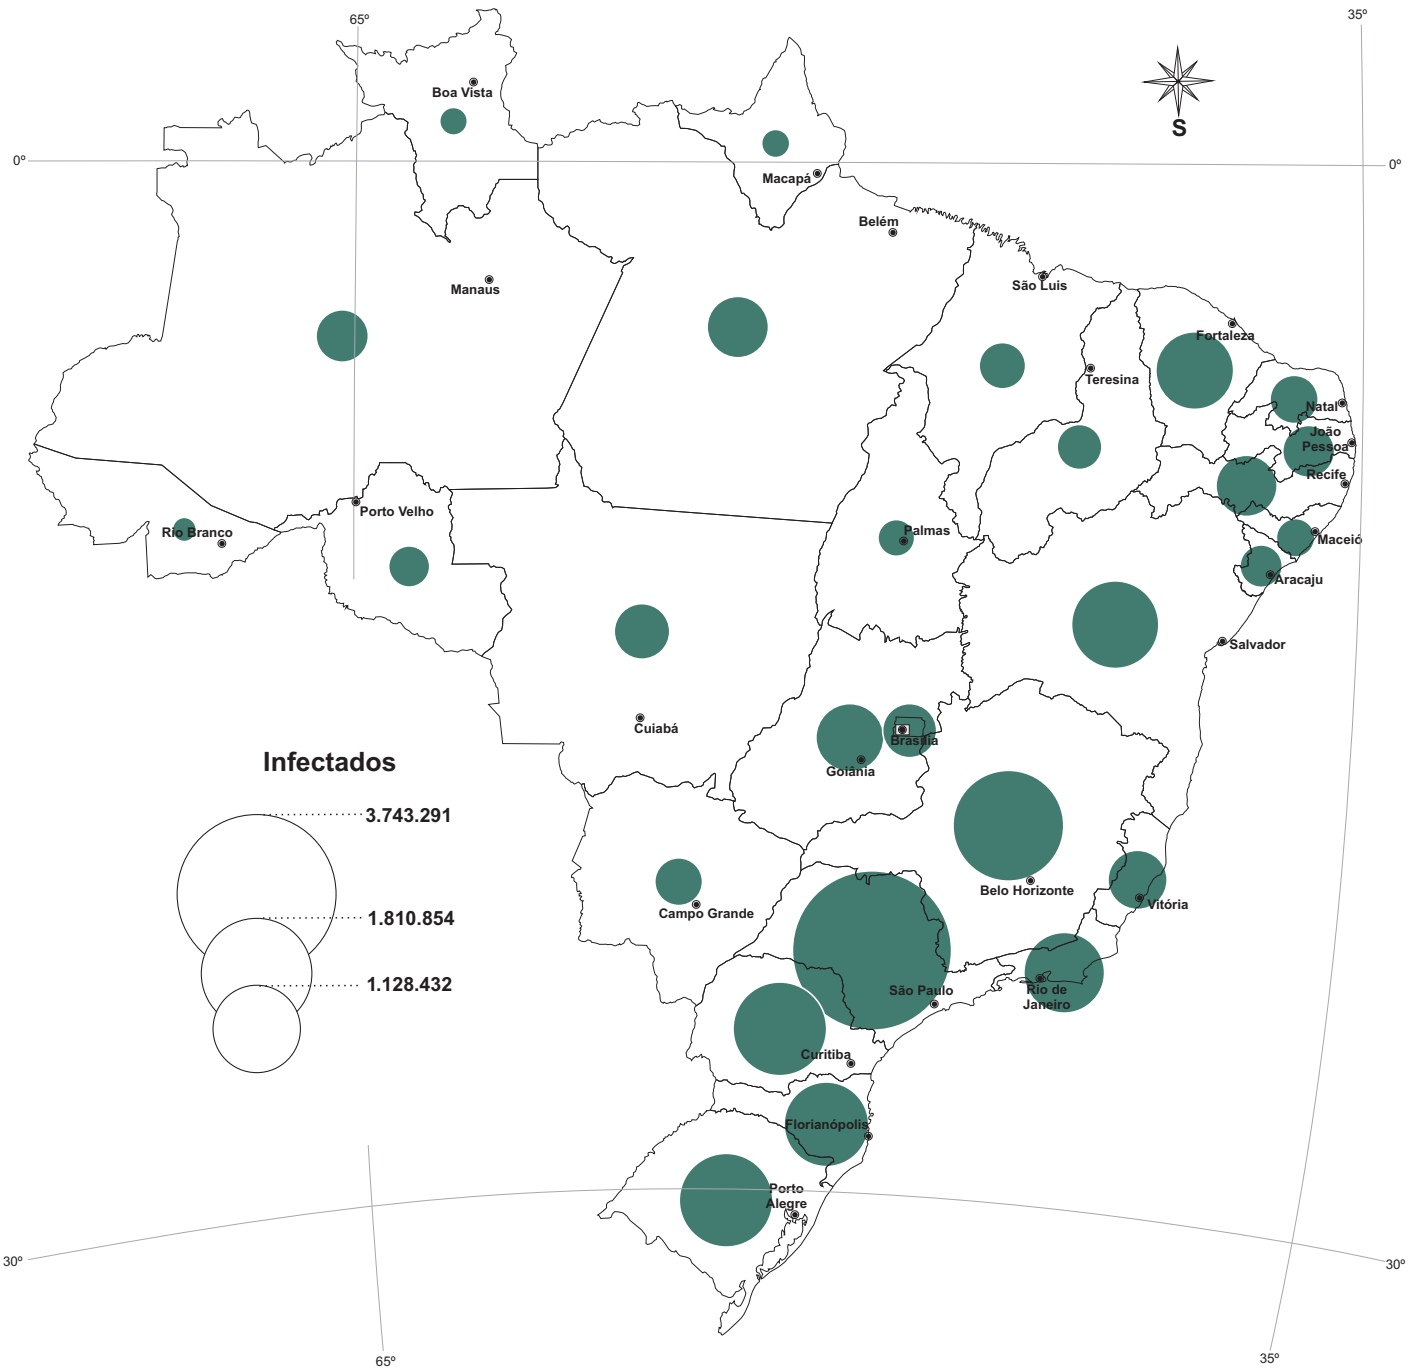 65º
35º
Boa Vista
S
0º
0º
Macapá
Belém
São Luis
Manaus
Fortaleza
Teresina
Natal
João
Pessoa
Recife
Porto Velho
Rio Branco
Palmas
Maceió
Aracaju
Salvador
Cuiabá
Brasília
Goiânia
Infectados
3.743.291
1.810.854
1.128.432
Belo Horizonte
Vitória
Campo Grande
São Paulo
Rio de
Janeiro
Curitiba
Florianópolis
Porto
Alegre
30º
30º
65º
35º